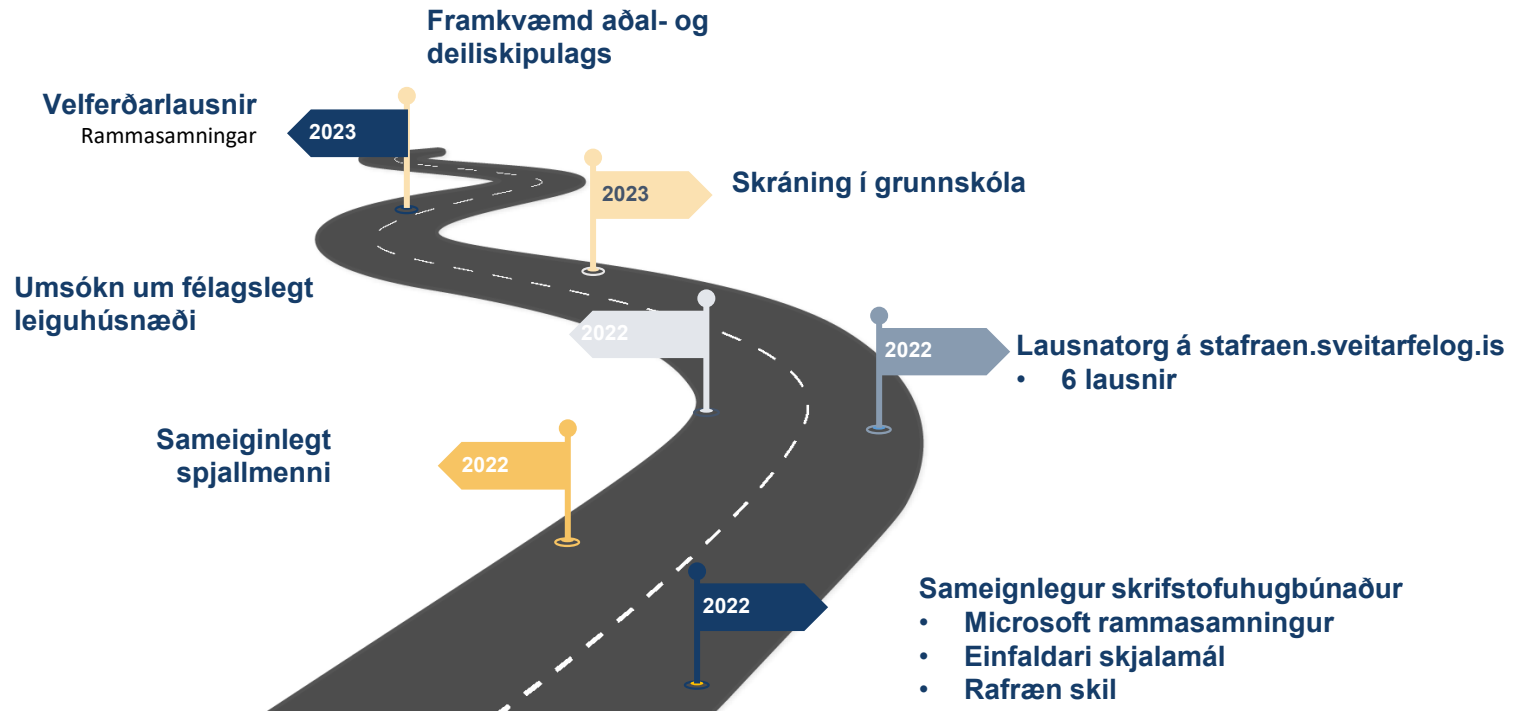 Framkvæmd aðal- og
deiliskipulags
Velferðarlausnir
Rammasamningar
2023
2023
Skráning í grunnskóla
Umsókn um félagslegt
leiguhúsnæði
2022
2022
Lausnatorg á stafraen.sveitarfelog.is
• 6 lausnir
Sameiginlegt
spjallmenni
2022
2022
Sameignlegur skrifstofuhugbúnaður
• Microsoft rammasamningur
• Einfaldari skjalamál
• Rafræn skil